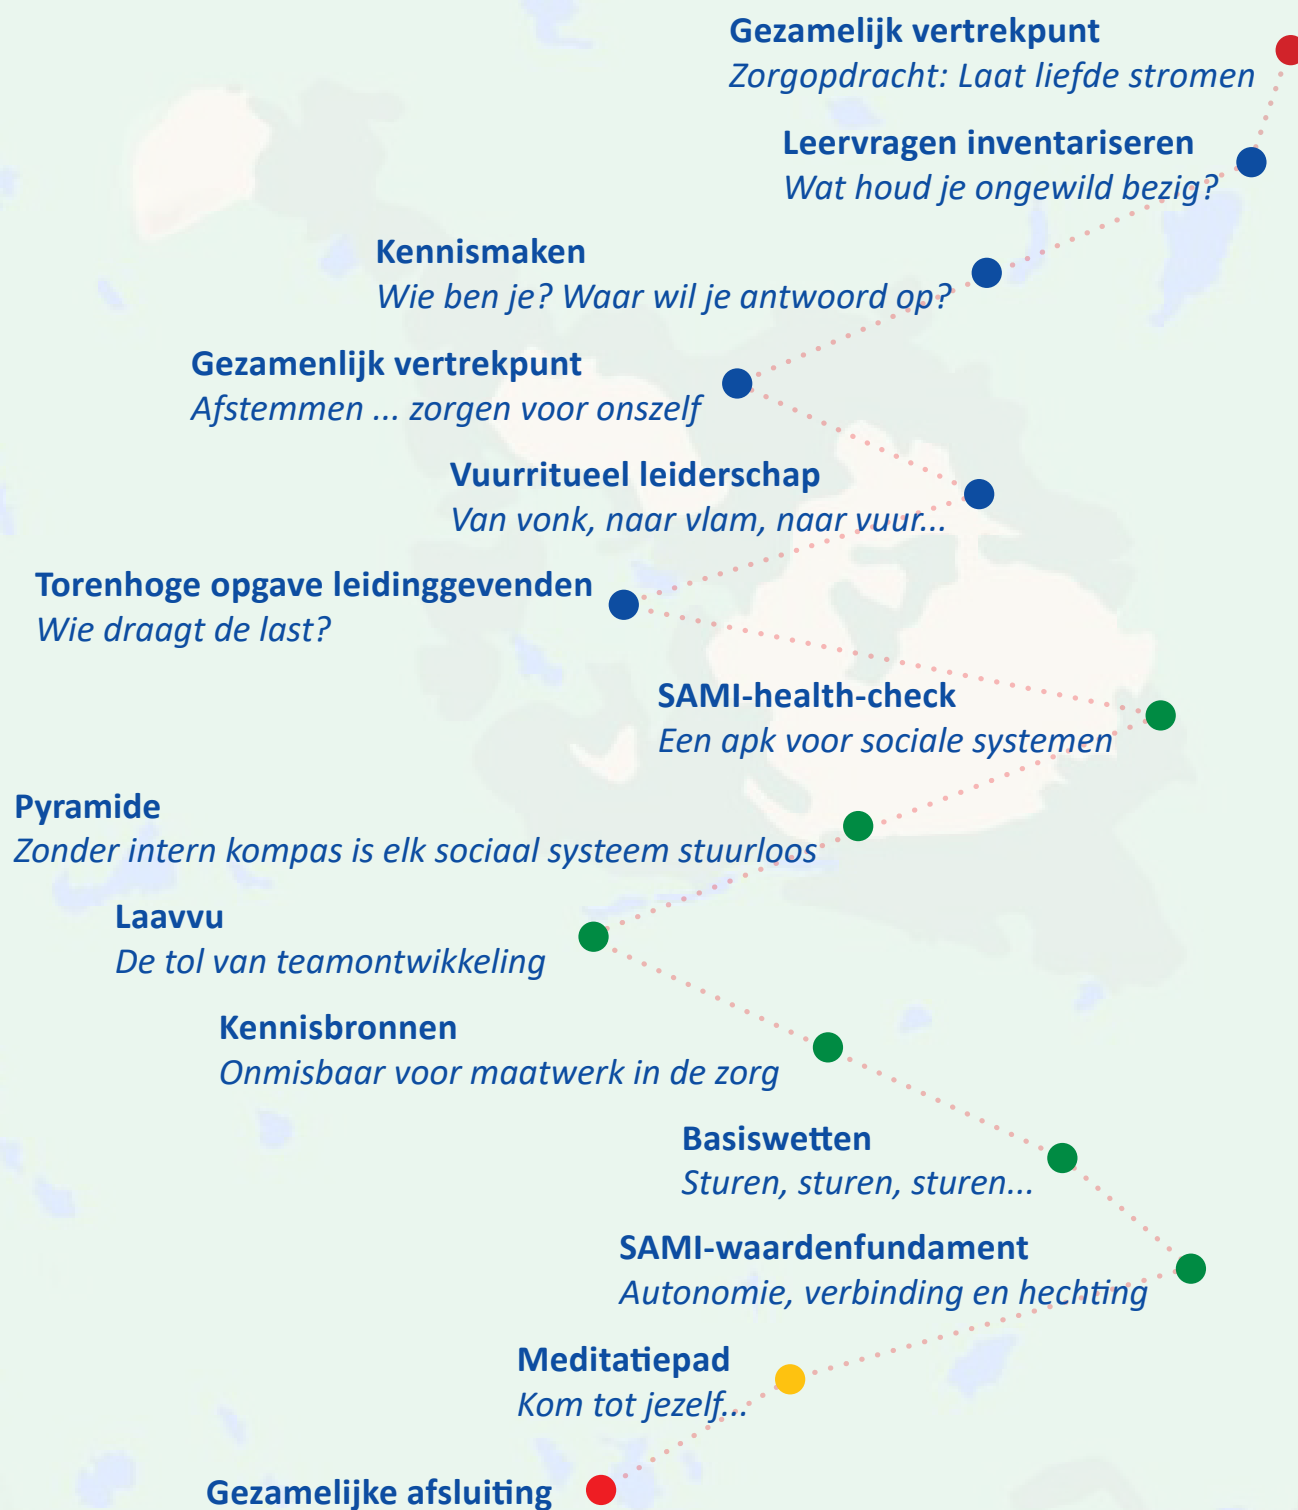 Gezamelijk vertrekpunt
Zorgopdracht: Laat liefde stromen
Leervragen inventariseren
Wat houd je ongewild bezig?
Kennismaken
Wie ben je? Waar wil je antwoord op?
Gezamenlijk vertrekpunt
Afstemmen ... zorgen voor onszelf
Vuurritueel leiderschap
Van vonk, naar vlam, naar vuur...
Torenhoge opgave leidinggevenden
Wie draagt de last?
SAMI-health-check
Een apk voor sociale systemen
Pyramide
Zonder intern kompas is elk sociaal systeem stuurloos
Laavvu
De tol van teamontwikkeling
Kennisbronnen
Onmisbaar voor maatwerk in de zorg
Basiswetten
Sturen, sturen, sturen...
SAMI-waardenfundament
Autonomie, verbinding en hechting
Meditatiepad
Kom tot jezelf...
Gezamelijke afsluiting